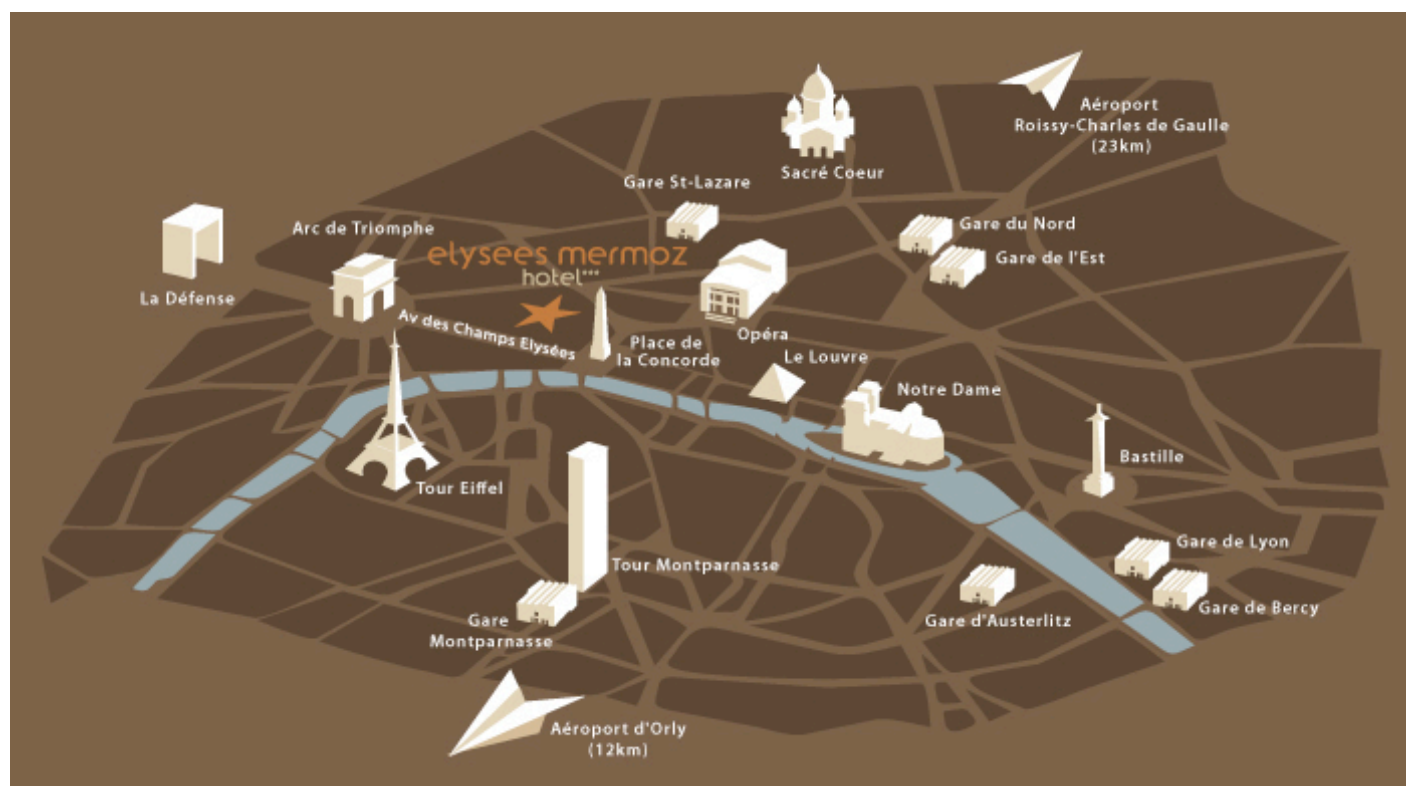 Aéroport
Roissy-Charles de Gaulle
(23km)
Sacré Coeur
Gare St-Lazare
Arc de Triomphe
Gare du Nord
elysees mermoz
hotel***
Gare de l'Est
La Défense
Av des Champs Elysées
Opéra
Place de
la Concorde
Le Louvre
Notre Dame
Bastille
Tour Eiffel
Gare de Lyon
Tour Montparnasse
Gare de Bercy
Gare
Montparnasse
Gare d'Austerlitz
Aéroport d'Orly
(12km)